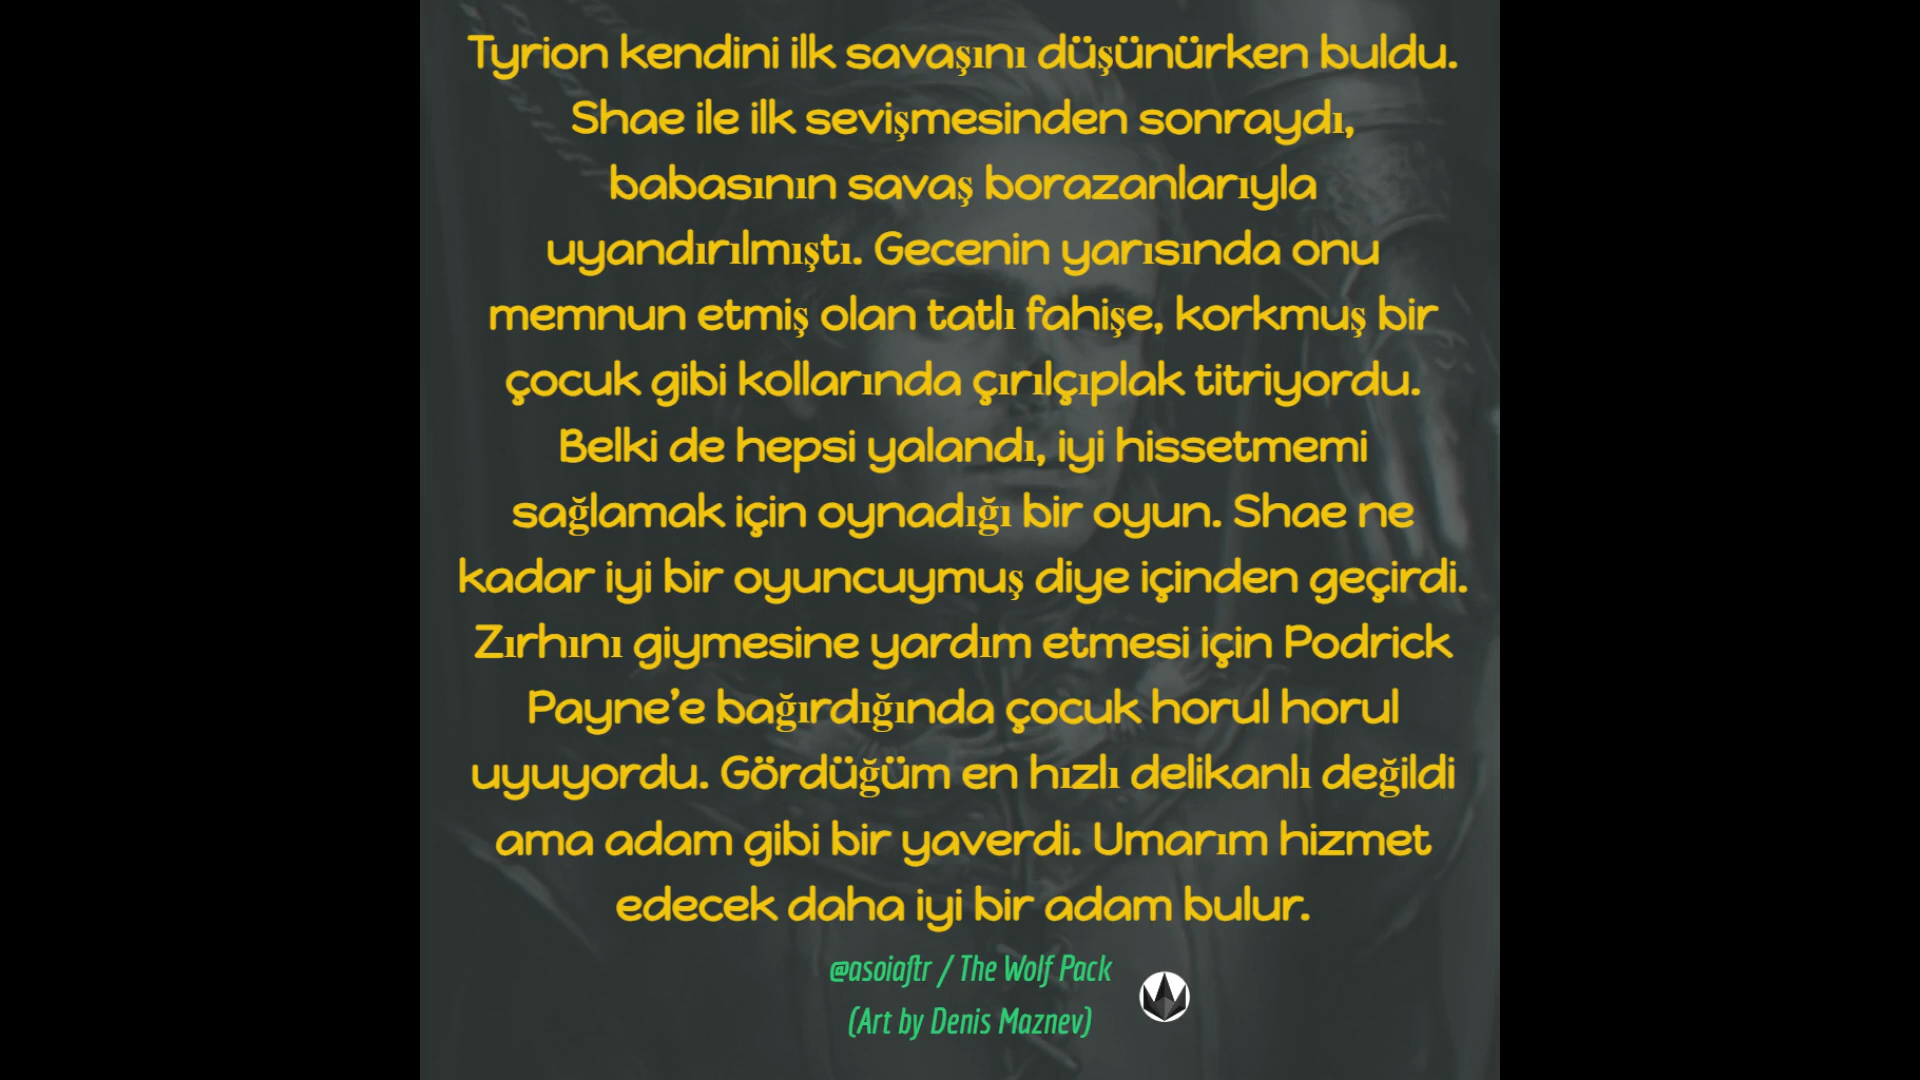 Tyrion kendini ilk savaşını düşünürken buldu.
Shae ile ilk sevişmesinden sonraydı,
babasının savaş borazanlarıyla
uyandırılmıştı. Gecenin yarısında onu
memnun etmiş olan tatlı fahişe, korkmuş bir
çocuk gibi kollarında çırılçıplak titriyordu.
Belki de hepsi yalandı, iyi hissetmemi
sağlamak için oynadığı bir oyun. Shae ne
kadar iyi bir oyuncuymuş diye içinden geçirdi.
Zırhını giymesine yardım etmesi için Podrick
Payne’e bağırdığında çocuk horul horul
uyuyordu. Gördüğüm en hızlı delikanlı değildi
ama adam gibi bir yaverdi. Umarım hizmet
edecek daha iyi bir adam bulur.
@asoiaftr / The Wolf Pack
(Art by Denis Maznev)